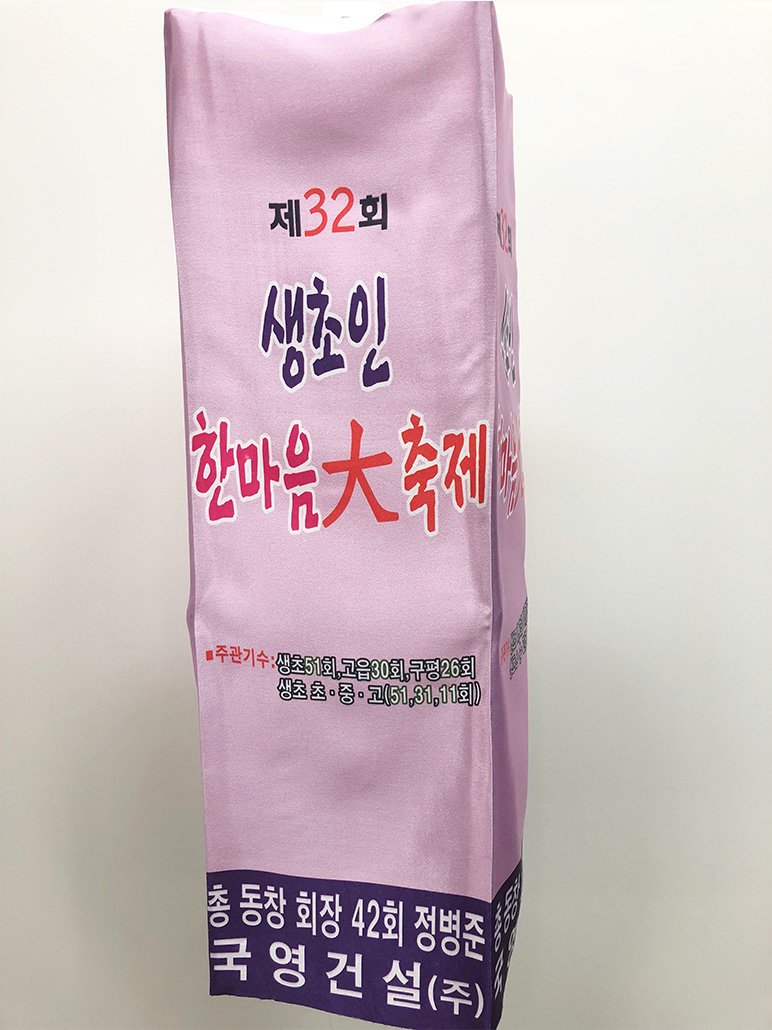 제32회
생초인
한마음大축제
■주관기수:생초51회,고읍30회,구평26회
생초 초·중·고(51,31,11회)
총 동창 회장 42회 정병준
국영건설(주)